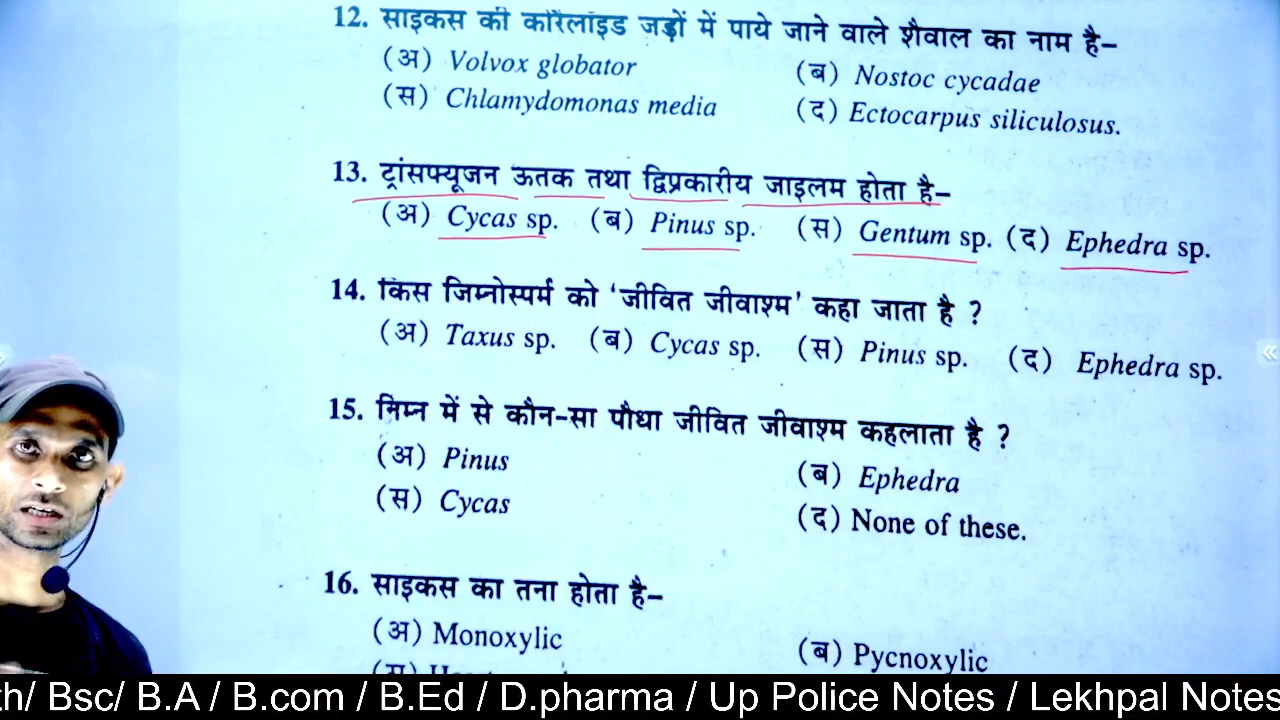 12. साइकस की कोरेलॉइड जड़ों में पाये जाने वाले शैवाल का नाम है–
(अ) Volvox globator (ब) Nostoc cycadae
(स) Chlamydomonas media (द) Ectocarpus siliculosus.
13. ट्रांसफ्यूजन ऊतक तथा द्विप्रकारीय जाइलम होता है–
(अ) Cycas sp. (ब) Pinus sp. (स) Gentum sp. (द) Ephedra sp.
14. किस जिम्नोस्पर्म को ‘जीवित जीवाश्म’ कहा जाता है ?
(अ) Taxus sp. (ब) Cycas sp. (स) Pinus sp. (द) Ephedra sp.
15. निम्न में से कौन-सा पौधा जीवित जीवाश्म कहलाता है ?
(अ) Pinus (ब) Ephedra
(स) Cycas (द) None of these.
16. साइकस का तना होता है–
(अ) Monoxylic (ब) Pycnoxylic
(स)
th/ Bsc/ B.A / B.com / B.Ed / D.pharma / Up Police Notes / Lekhpal Notes